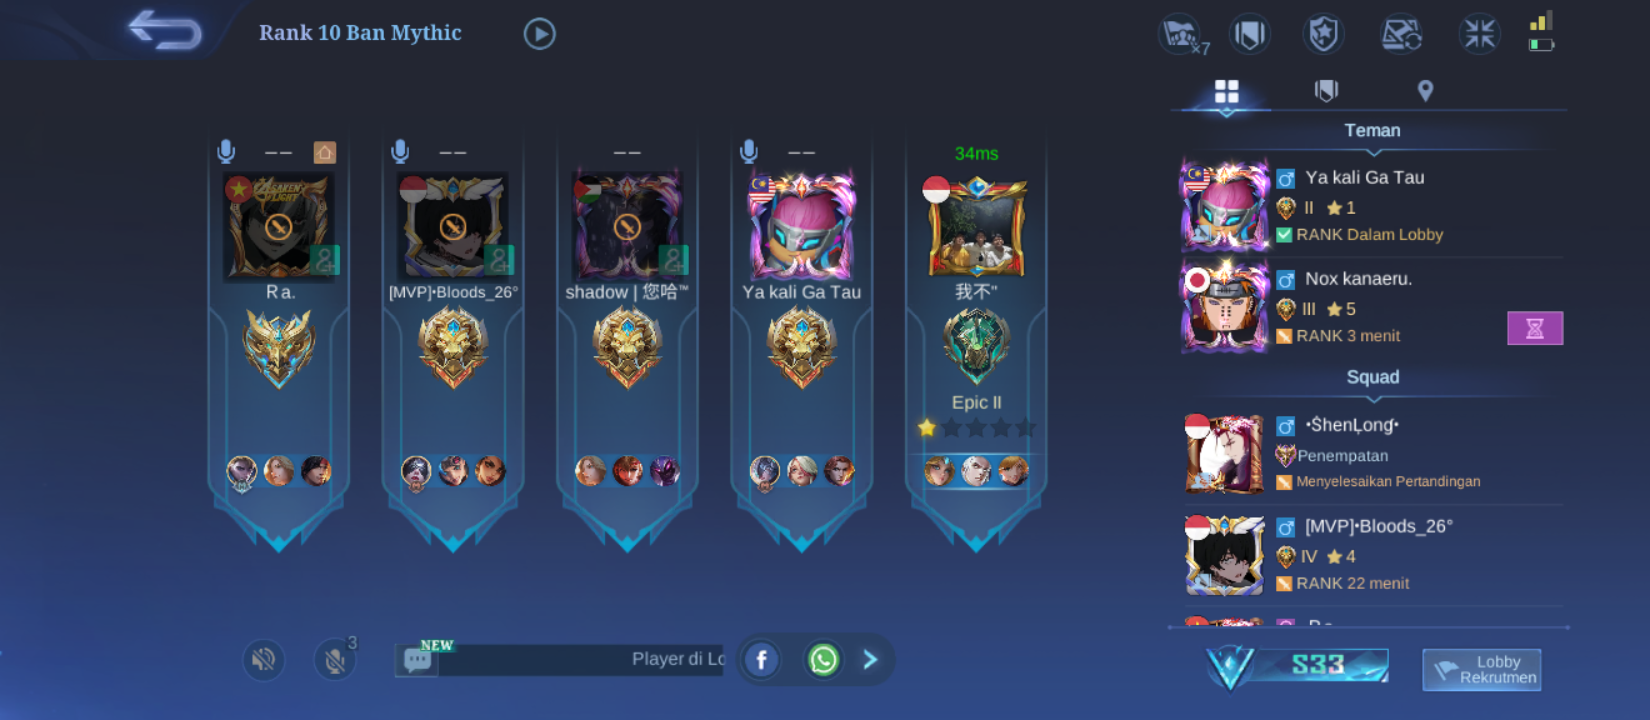 Rank 10 Ban Mythic
×7
34ms
Ra.
[MVP]•Bloods_26°
shadow | 您哈™
Ya kali Ga Tau
我不"
Epic II
Teman
Ya kali Ga Tau
II ★1
RANK Dalam Lobby
Nox kanaeru.
III ★5
RANK 3 menit
Squad
•ŜhenĻonɠ•
Penempatan
Menyelesaikan Pertandingan
[MVP]•Bloods_26°
IV ★4
RANK 22 menit
3
NEW
Player di Lo
S33
Lobby
Rekrutmen